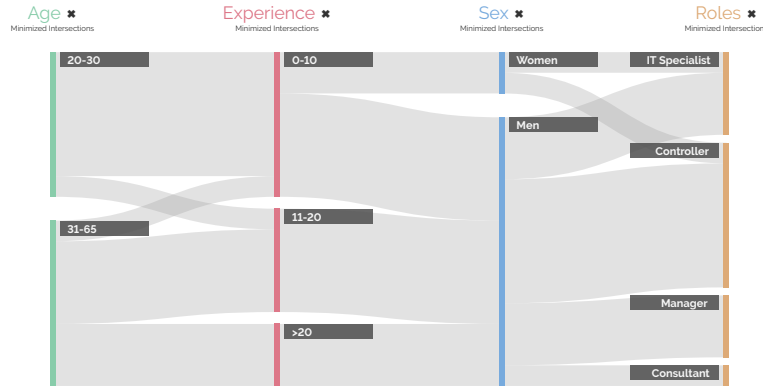 Age ✖ Experience ✖ Sex ✖ Roles ✖
Minimized Intersections Minimized Intersections Minimized Intersections Minimized Intersections
20-30 0-10 Women IT Specialist
Men
Controller
11-20
31-65
Manager
>20
Consultant